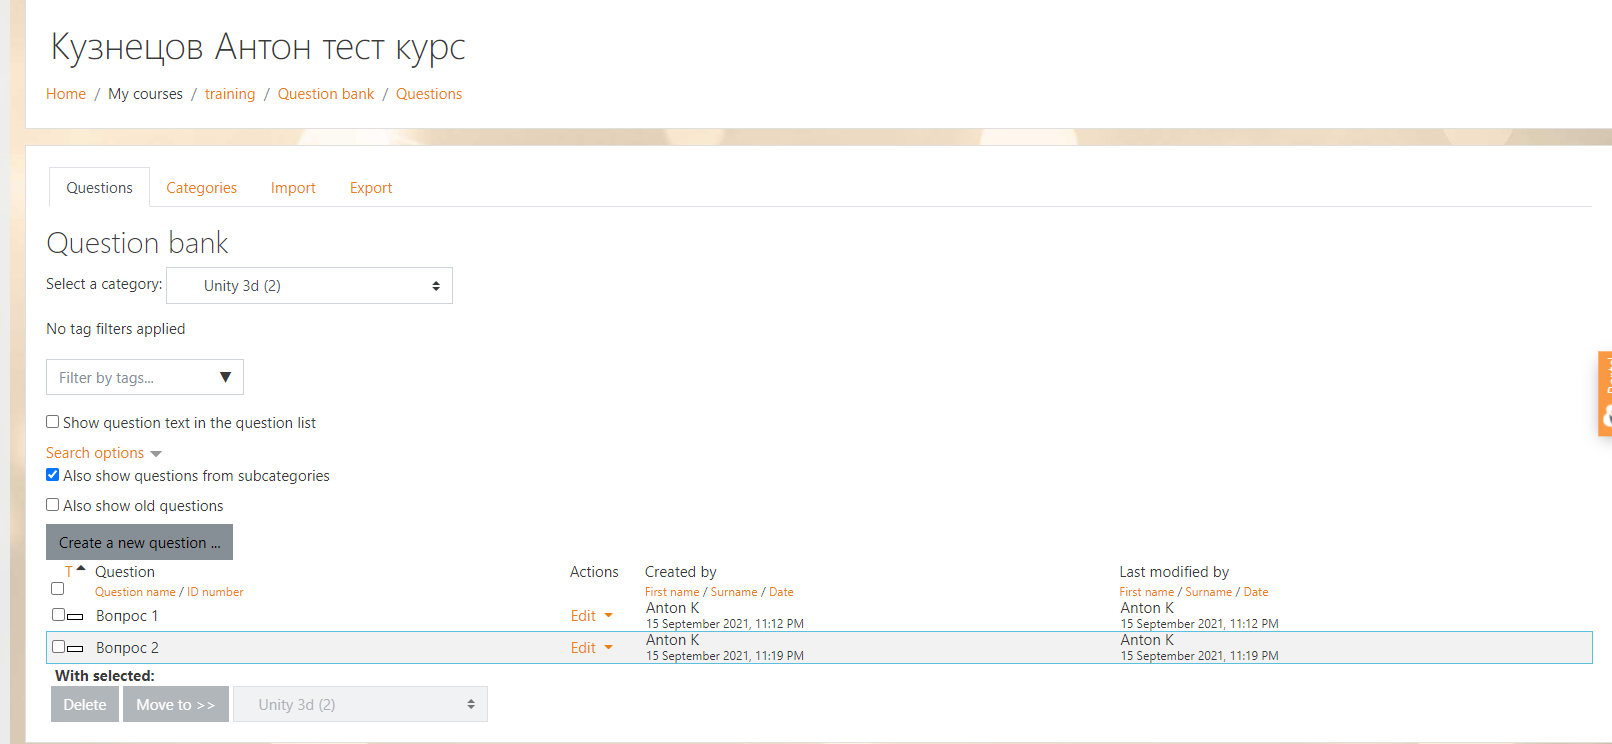 Кузнецов Антон тест курс
Home / My courses / training / Question bank / Questions
Questions Categories Import Export
Question bank
Select a category: Unity 3d (2)
No tag filters applied
Filter by tags...
Show question text in the question list
Search options
Also show questions from subcategories
Also show old questions
Create a new question ...
T Question Actions Created by Last modified by
Question name / ID number First name / Surname / Date First name / Surname / Date
Вопрос 1 Edit Anton K Anton K
15 September 2021, 11:12 PM 15 September 2021, 11:12 PM
Вопрос 2 Edit Anton K Anton K
15 September 2021, 11:19 PM 15 September 2021, 11:19 PM
With selected:
Delete Move to >> Unity 3d (2)